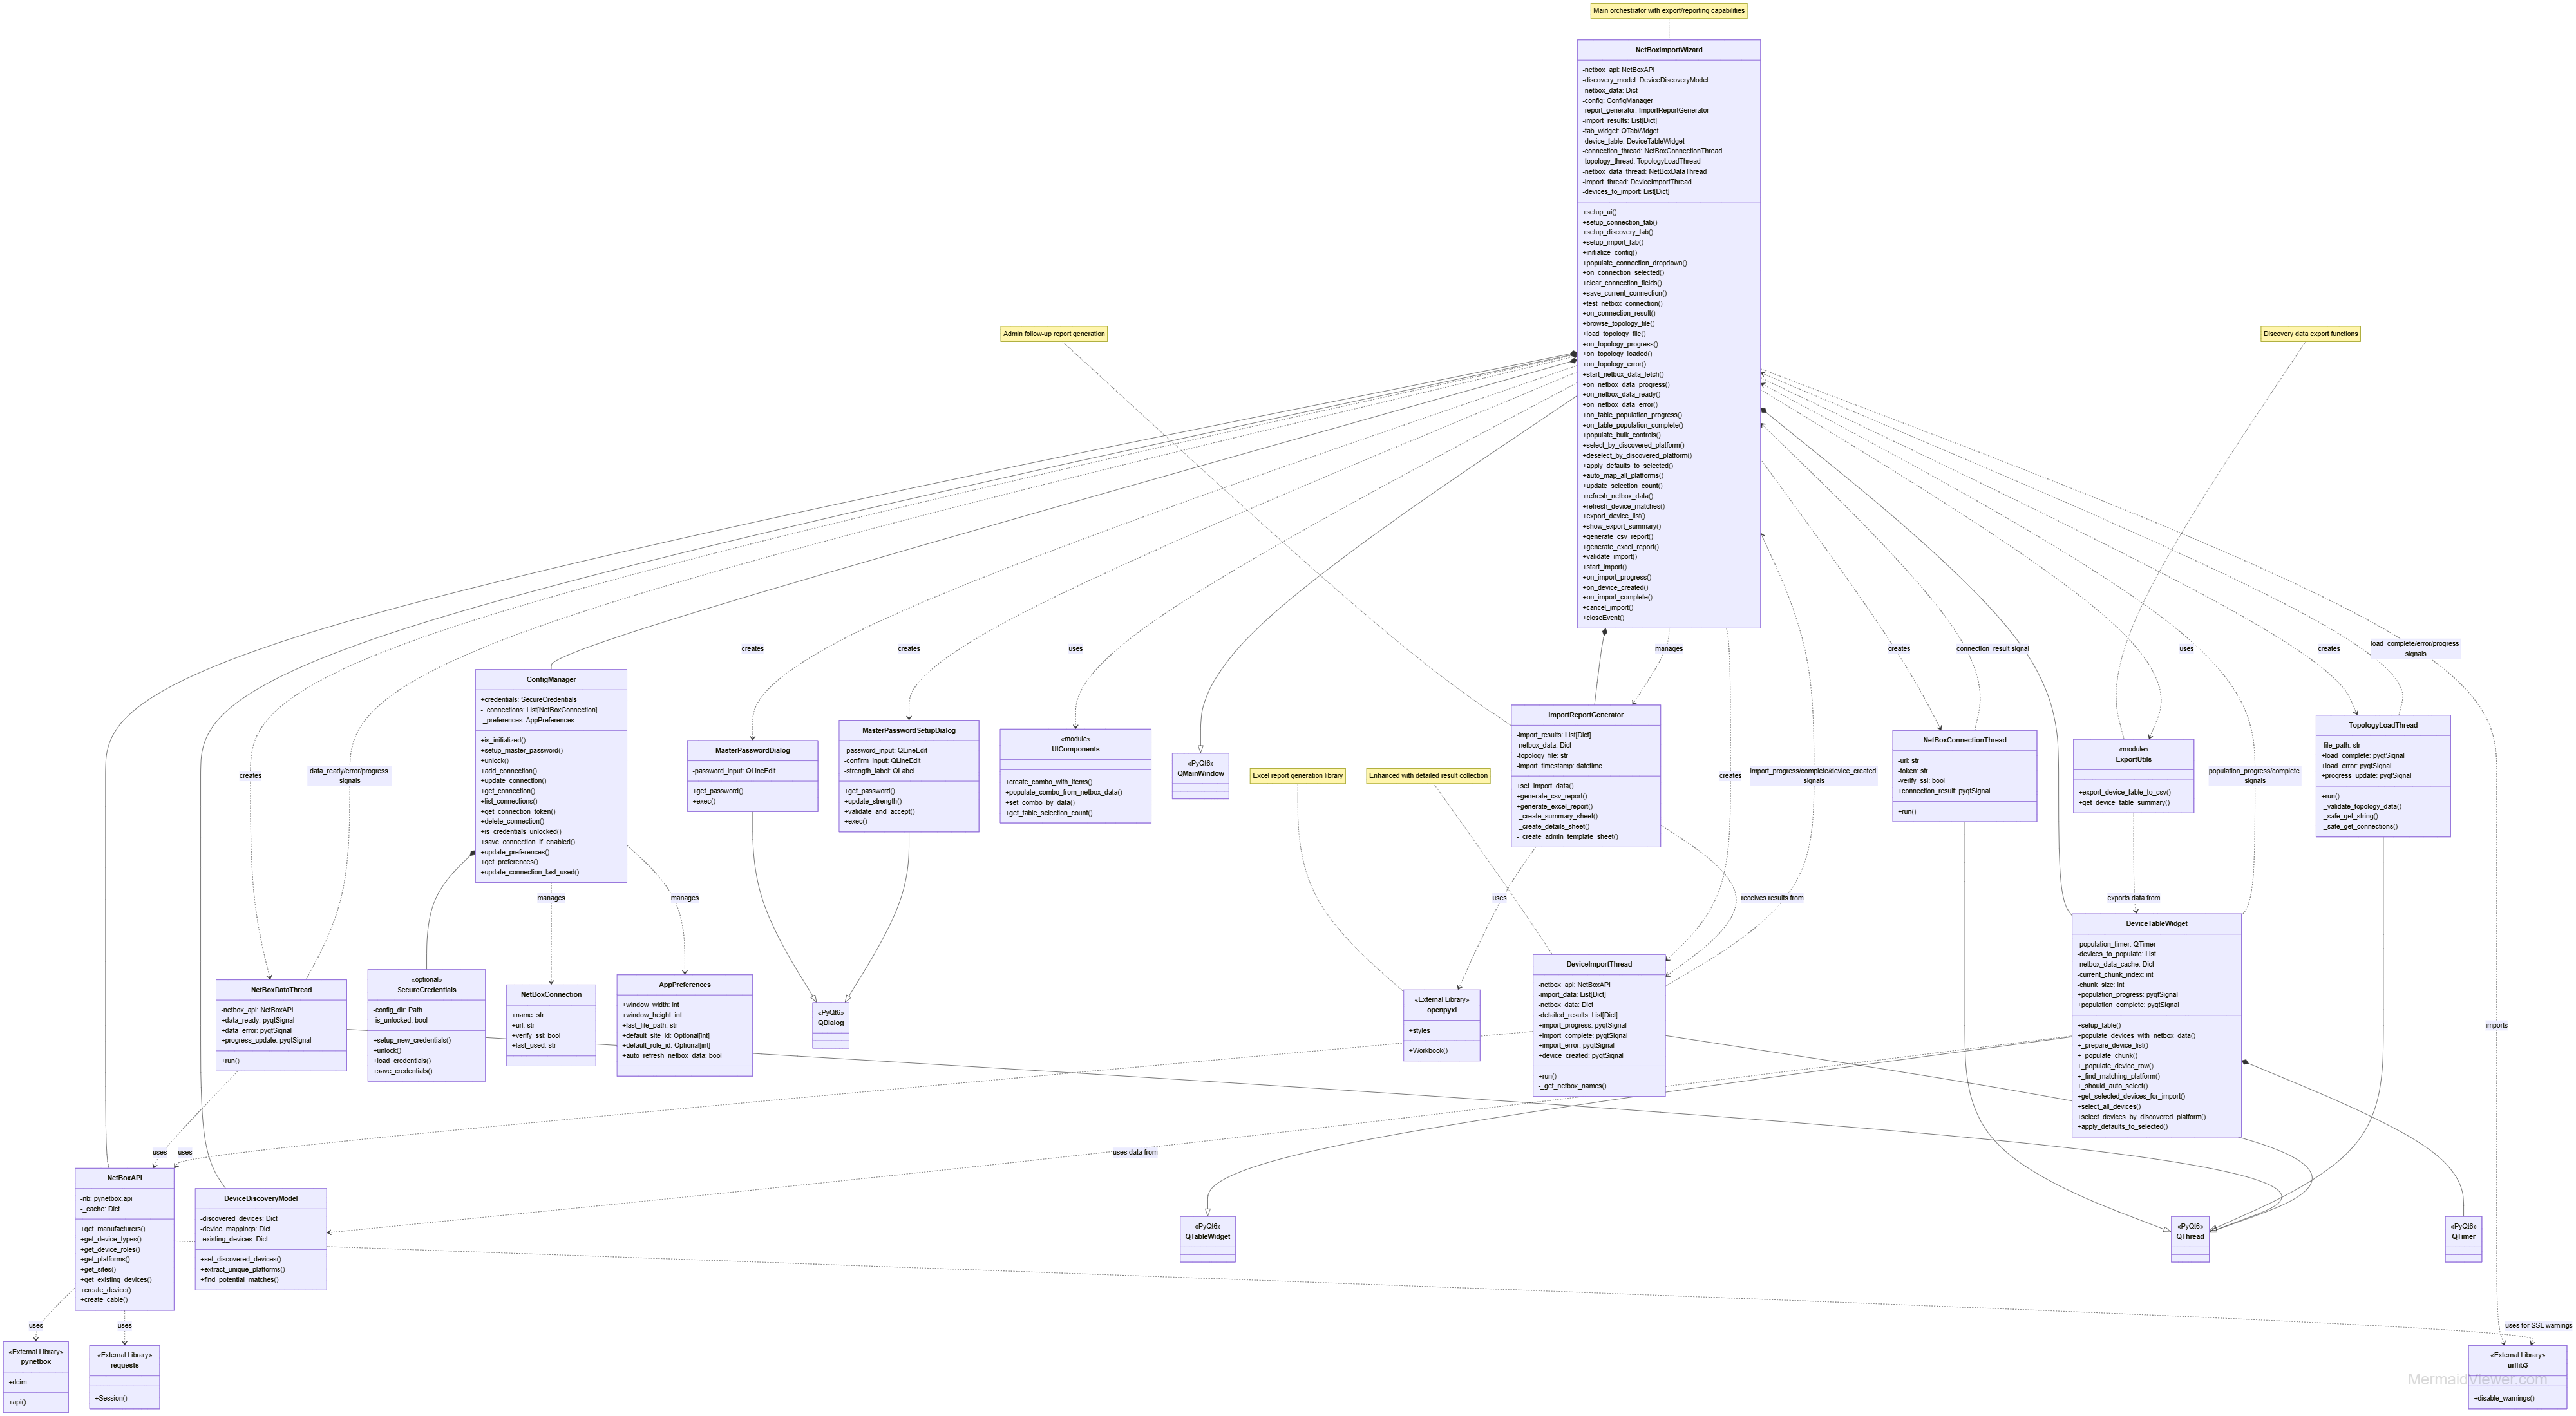 Main orchestrator with export/reporting capabilities
NetBoxImportWizard
-netbox_api: NetBoxAPI
-discovery_model: DeviceDiscoveryModel
-netbox_data: Dict
-config: ConfigManager
-report_generator: ImportReportGenerator
-import_results: List[Dict]
-tab_widget: QTabWidget
-device_table: DeviceTableWidget
-connection_thread: NetBoxConnectionThread
-topology_thread: TopologyLoadThread
-netbox_data_thread: NetBoxDataThread
-import_thread: DeviceImportThread
-devices_to_import: List[Dict]
+setup_ui()
+setup_connection_tab()
+setup_discovery_tab()
+setup_import_tab()
+initialize_config()
+populate_connection_dropdown()
+on_connection_selected()
+clear_connection_fields()
+save_current_connection()
+test_netbox_connection()
+on_connection_result()
+browse_topology_file()
+load_topology_file()
+on_topology_progress()
+on_topology_loaded()
+on_topology_error()
+start_netbox_data_fetch()
+on_netbox_data_progress()
+on_netbox_data_ready()
+on_netbox_data_error()
+on_table_population_progress()
+on_table_population_complete()
+populate_bulk_controls()
+select_by_discovered_platform()
+deselect_by_discovered_platform()
+apply_defaults_to_selected()
+auto_map_all_platforms()
+update_selection_count()
+refresh_netbox_data()
+refresh_device_matches()
+export_device_list()
+show_export_summary()
+generate_csv_report()
+generate_excel_report()
+validate_import()
+start_import()
+on_import_progress()
+on_device_created()
+on_import_complete()
+cancel_import()
+closeEvent()
Admin follow-up report generation
Discovery data export functions
creates
creates
uses
manages
creates
connection_result signal
uses
creates
load_complete/error/progress
signals
ConfigManager
+credentials: SecureCredentials
-_connections: List[NetBoxConnection]
-_preferences: AppPreferences
+is_initialized()
+setup_master_password()
+unlock()
+add_connection()
+update_connection()
+get_connection()
+list_connections()
+get_connection_token()
+delete_connection()
+is_credentials_unlocked()
+save_connection_if_enabled()
+update_preferences()
+get_preferences()
+update_connection_last_used()
MasterPasswordDialog
-password_input: QLineEdit
+get_password()
+exec()
MasterPasswordSetupDialog
-password_input: QLineEdit
-confirm_input: QLineEdit
-strength_label: QLabel
+get_password()
+update_strength()
+validate_and_accept()
+exec()
«module»
UIComponents
+create_combo_with_items()
+populate_combo_from_netbox_data()
+set_combo_by_data()
+get_table_selection_count()
«PyQt6»
QMainWindow
ImportReportGenerator
-import_results: List[Dict]
-netbox_data: Dict
-topology_file: str
-import_timestamp: datetime
+set_import_data()
+generate_csv_report()
+generate_excel_report()
-_create_summary_sheet()
-_create_details_sheet()
-_create_admin_template_sheet()
NetBoxConnectionThread
-url: str
-token: str
-verify_ssl: bool
+connection_result: pyqtSignal
+run()
«module»
ExportUtils
+export_device_table_to_csv()
+get_device_table_summary()
TopologyLoadThread
-file_path: str
+load_complete: pyqtSignal
+load_error: pyqtSignal
+progress_update: pyqtSignal
+run()
-_validate_topology_data()
-_safe_get_string()
-_safe_get_connections()
creates
data_ready/error/progress
signals
Excel report generation library
Enhanced with detailed result collection
creates
import_progress/complete/device_created
signals
population_progress/complete
signals
manages
manages
uses
receives results from
exports data from
NetBoxDataThread
-netbox_api: NetBoxAPI
+data_ready: pyqtSignal
+data_error: pyqtSignal
+progress_update: pyqtSignal
+run()
«optional»
SecureCredentials
-config_dir: Path
-is_unlocked: bool
+setup_new_credentials()
+unlock()
+load_credentials()
+save_credentials()
NetBoxConnection
+name: str
+url: str
+verify_ssl: bool
+last_used: str
AppPreferences
+window_width: int
+window_height: int
+last_file_path: str
+default_site_id: Optional[int]
+default_role_id: Optional[int]
+auto_refresh_netbox_data: bool
«PyQt6»
QDialog
«External Library»
openpyxl
+styles
+Workbook()
DeviceImportThread
-netbox_api: NetBoxAPI
-import_data: List[Dict]
-netbox_data: Dict
-detailed_results: List[Dict]
+import_progress: pyqtSignal
+import_complete: pyqtSignal
+import_error: pyqtSignal
+device_created: pyqtSignal
+run()
-_get_netbox_names()
DeviceTableWidget
-population_timer: QTimer
-devices_to_populate: List
-netbox_data_cache: Dict
-current_chunk_index: int
-chunk_size: int
+population_progress: pyqtSignal
+population_complete: pyqtSignal
+setup_table()
+populate_devices_with_netbox_data()
+_prepare_device_list()
+_populate_chunk()
+_populate_device_row()
+_find_matching_platform()
+_should_auto_select()
+get_selected_devices_for_import()
+select_all_devices()
+select_devices_by_discovered_platform()
+apply_defaults_to_selected()
imports
uses
uses
uses data from
NetBoxAPI
-nb: pynetbox.api
-_cache: Dict
+get_manufacturers()
+get_device_types()
+get_device_roles()
+get_platforms()
+get_sites()
+get_existing_devices()
+create_device()
+create_cable()
DeviceDiscoveryModel
-discovered_devices: Dict
-device_mappings: Dict
-existing_devices: Dict
+set_discovered_devices()
+extract_unique_platforms()
+find_potential_matches()
«PyQt6»
QTableWidget
«PyQt6»
QThread
«PyQt6»
QTimer
uses
uses
uses for SSL warnings
«External Library»
pynetbox
+dcim
+api()
«External Library»
requests
+Session()
«External Library»
urllib3
+disable_warnings()
MermaidViewer.com